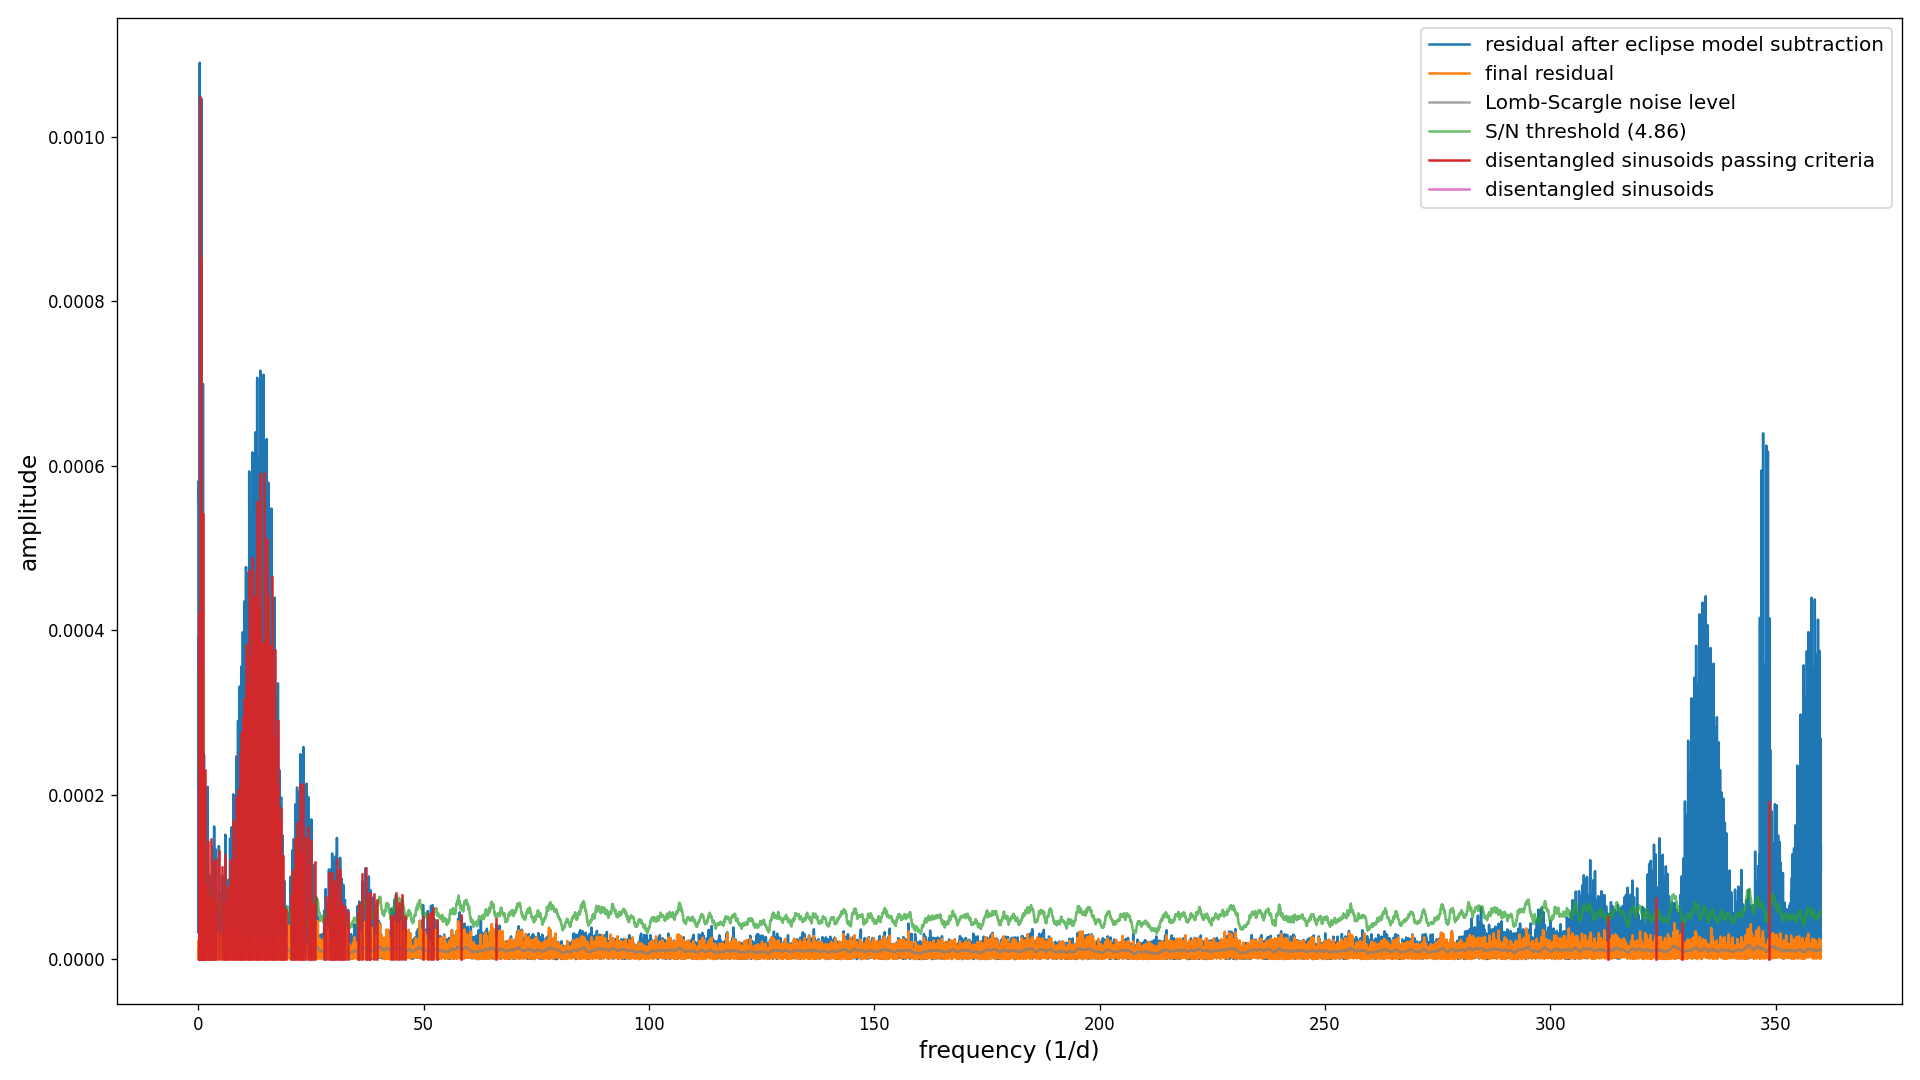 residual after eclipse model subtraction
final residual
Lomb-Scargle noise level
S/N threshold (4.86)
disentangled sinusoids passing criteria
disentangled sinusoids
amplitude
0.0010
0.0008
0.0006
0.0004
0.0002
0.0000
0 50 100 150 200 250 300 350
frequency (1/d)